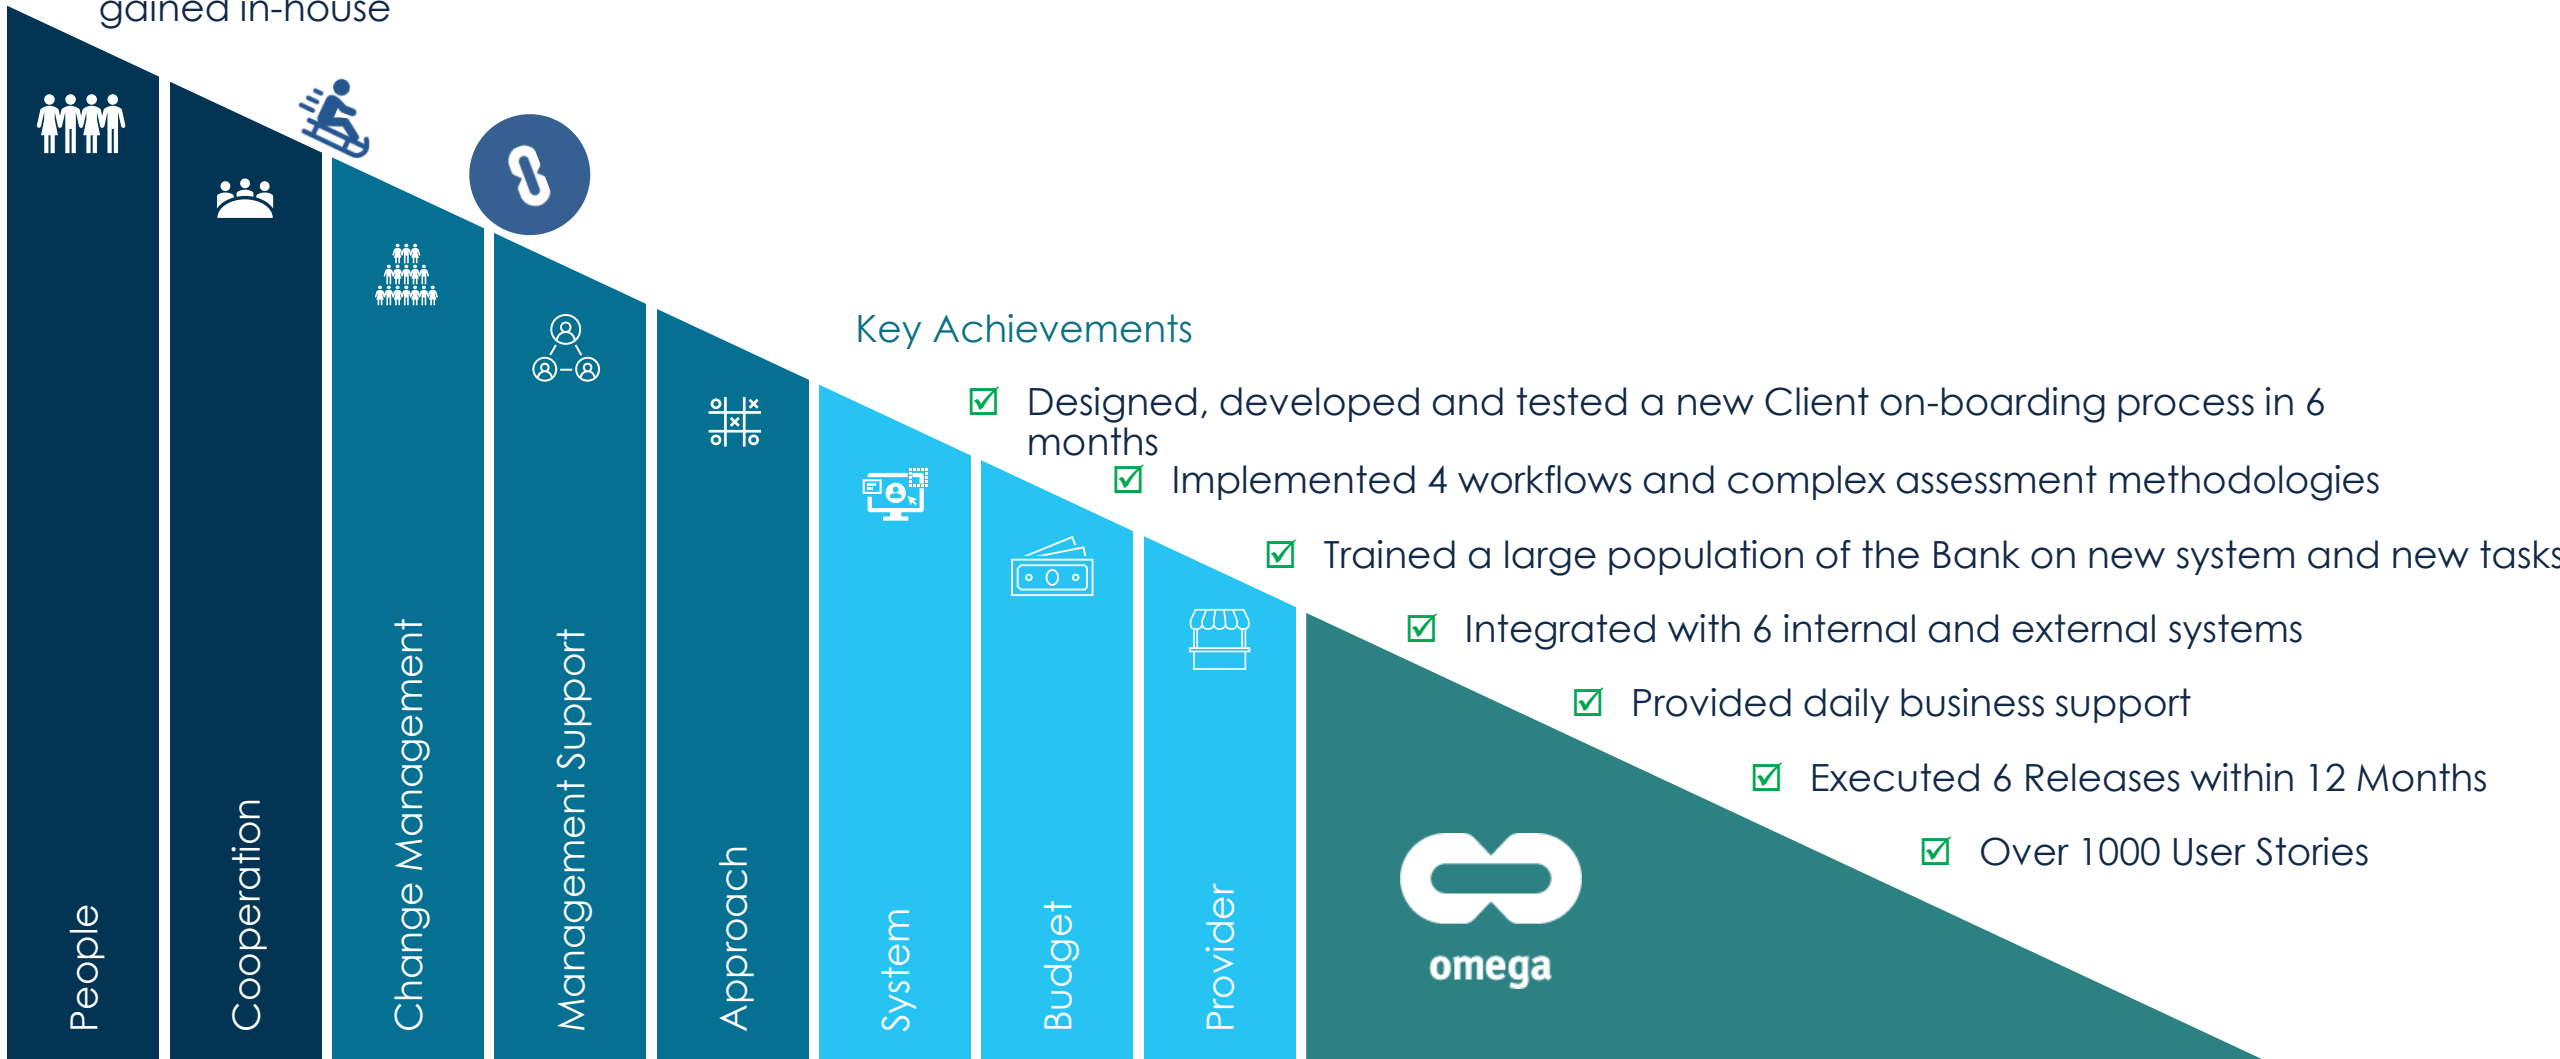 gained in-house
Key Achievements
Designed, developed and tested a new Client on-boarding process in 6
months
Implemented 4 workflows and complex assessment methodologies
Trained a large population of the Bank on new system and new tasks
Integrated with 6 internal and external systems
Provided daily business support
Executed 6 Releases within 12 Months
Over 1000 User Stories
People
Cooperation
Change Management
Management Support
Approach
System
Budget
Provider
omega